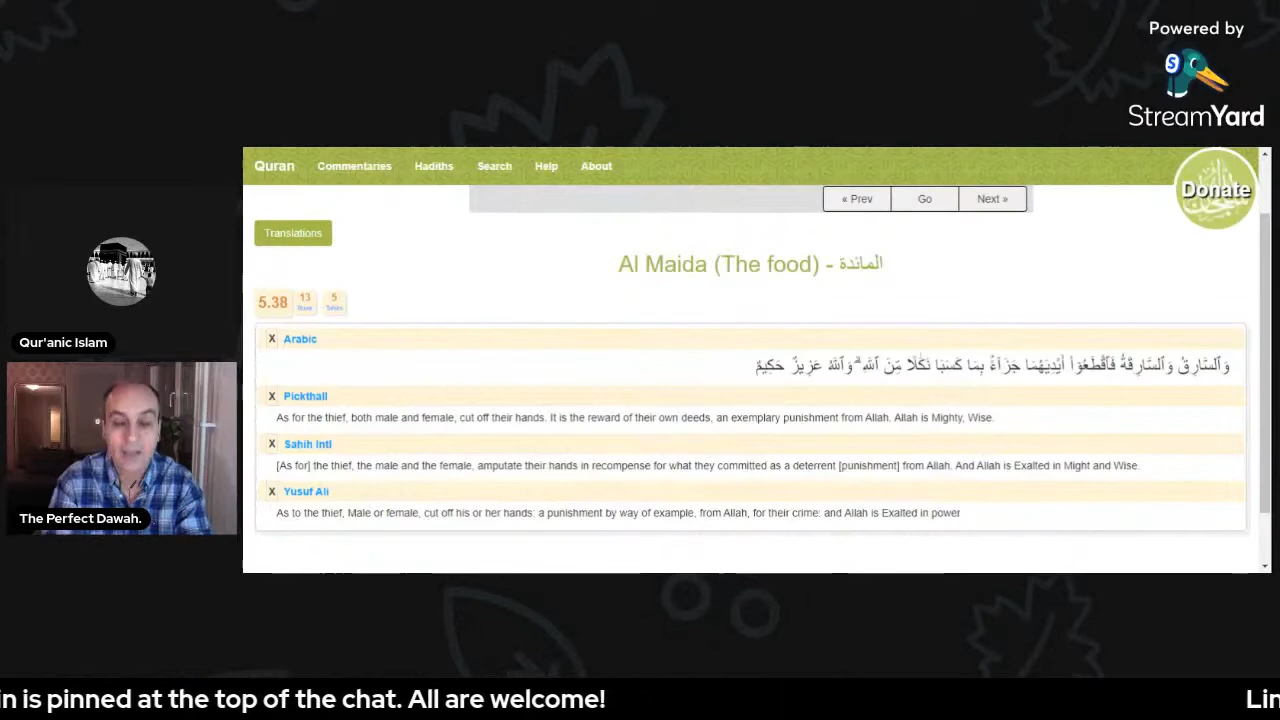 Powered by
StreamYard
Quran Commentaries Hadiths Search Help About
Donate
« Prev Go Next »
Translations
Al Maida (The food) - المائدة
5.38 13 5
X Arabic
وَٱلسَّارِقُ وَٱلسَّارِقَةُ فَٱقْطَعُوٓا۟ أَيْدِيَهُمَا جَزَآءًۢ بِمَا كَسَبَا نَكَٰلًا مِّنَ ٱللَّهِ ۗ وَٱللَّهُ عَزِيزٌ حَكِيمٌ
X Pickthall
As for the thief, both male and female, cut off their hands. It is the reward of their own deeds, an exemplary punishment from Allah. Allah is Mighty, Wise.
X Sahih Intl
[As for] the thief, the male and the female, amputate their hands in recompense for what they committed as a deterrent [punishment] from Allah. And Allah is Exalted in Might and Wise.
X Yusuf Ali
As to the thief, Male or female, cut off his or her hands: a punishment by way of example, from Allah, for their crime: and Allah is Exalted in power
Qur'anic Islam
The Perfect Dawah.
in is pinned at the top of the chat. All are welcome! Lin